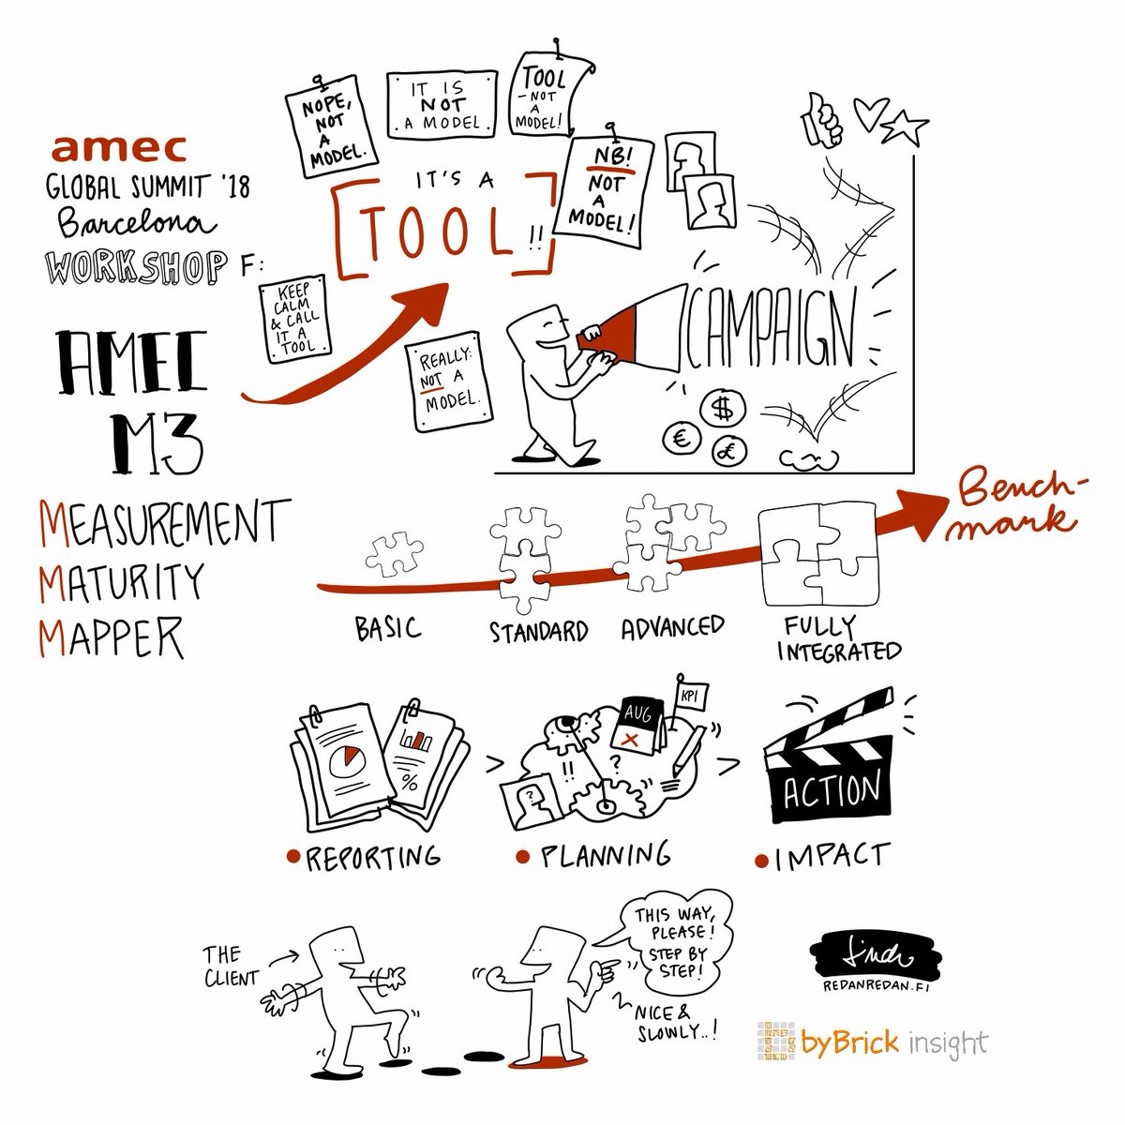 amec
GLOBAL SUMMIT '18
Barcelona
WORKSHOP F:
AMEC
M3
MEASUREMENT
MATURITY
MAPPER
NOPE,
NOT
A
MODEL.
IT IS
NOT
A MODEL
TOOL
-NOT
A
MODEL!
NB!
NOT
A
MODEL!
IT'S A
TOOL!!
KEEP
CALM
& CALL
IT A
TOOL
REALLY:
NOT A
MODEL.
CAMPAIGN
$
€
£
Bench-
mark
BASIC
STANDARD
ADVANCED
FULLY
INTEGRATED
%
>
!!
?
?
AUG
X
KPI
>
ACTION
• REPORTING
• PLANNING
• IMPACT
THE
CLIENT
THIS WAY,
PLEASE!
STEP BY
STEP!
NICE &
SLOWLY..!
REDANREDAN.FI
byBrick insight